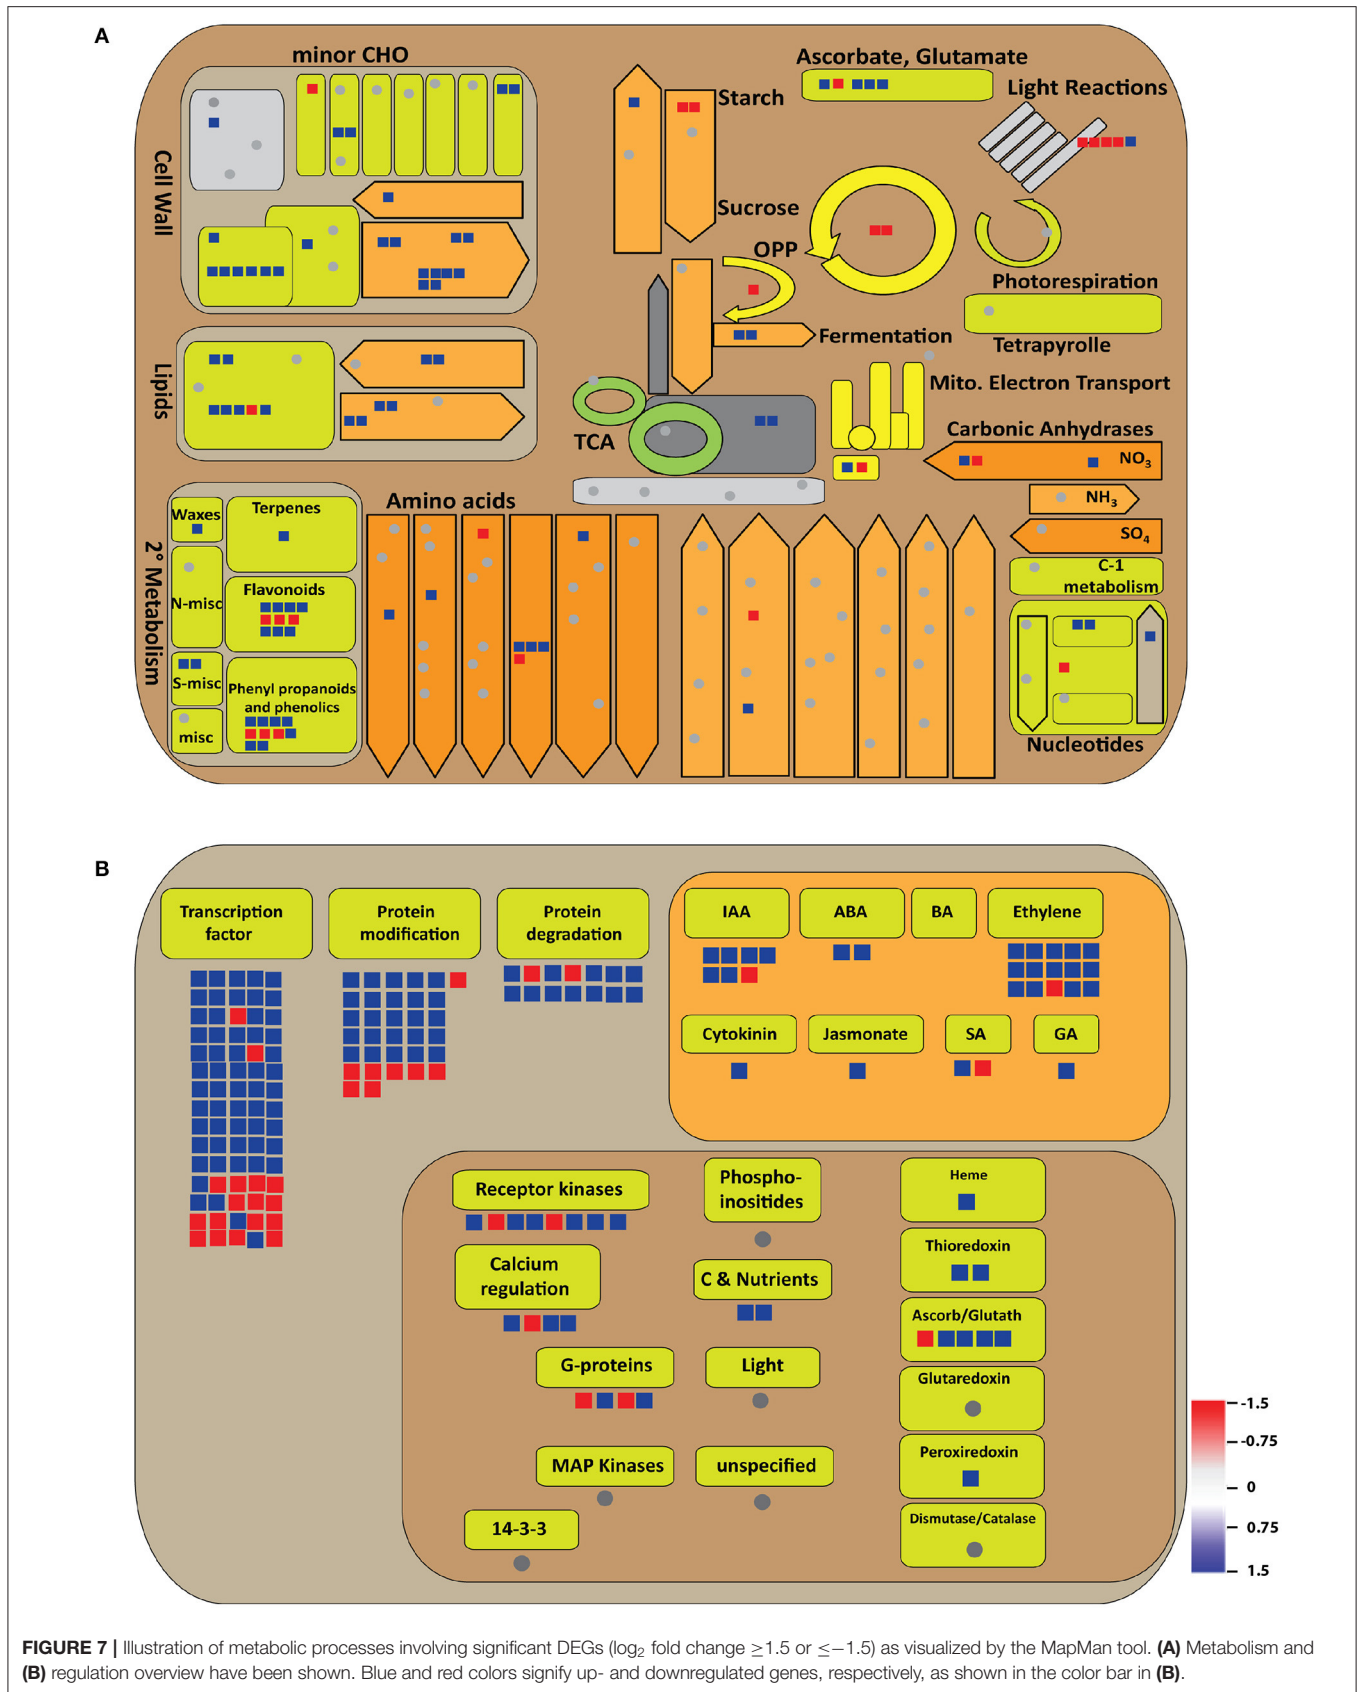 A
minor CHO
Ascorbate, Glutamate
Light Reactions
Starch
Cell Wall
Sucrose
OPP
Photorespiration
Fermentation
Tetrapyrolle
Lipids
Mito. Electron Transport
TCA
Carbonic Anhydrases
NO3
NH3
SO4
Amino acids
2° Metabolism
Waxes
Terpenes
N-misc
Flavonoids
S-misc
Phenyl propanoids
and phenolics
misc
C-1
metabolism
Nucleotides
B
Transcription
factor
Protein
modification
Protein
degradation
IAA
ABA
BA
Ethylene
Cytokinin
Jasmonate
SA
GA
Receptor kinases
Phospho-
inositides
Heme
Calcium
regulation
C & Nutrients
Thioredoxin
Ascorb/Glutath
G-proteins
Light
Glutaredoxin
MAP Kinases
unspecified
Peroxiredoxin
14-3-3
Dismutase/Catalase
-1.5
-0.75
0
0.75
1.5
FIGURE 7 | Illustration of metabolic processes involving significant DEGs (log2 fold change ≥1.5 or ≤−1.5) as visualized by the MapMan tool. (A) Metabolism and
(B) regulation overview have been shown. Blue and red colors signify up- and downregulated genes, respectively, as shown in the color bar in (B).